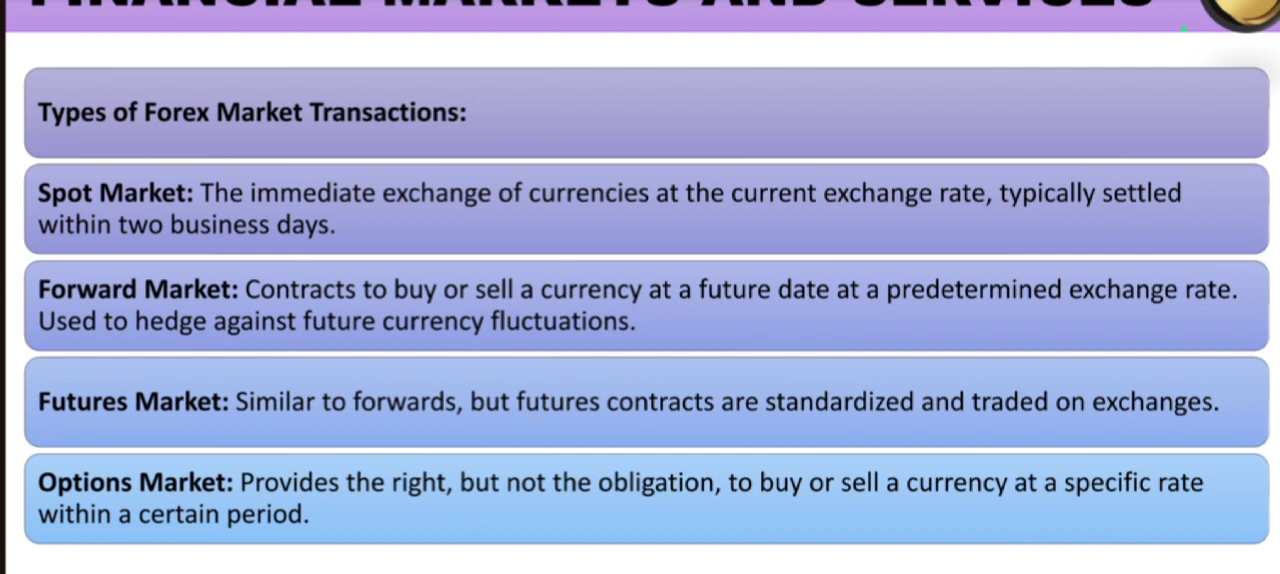 FINANCIAL MARKETS AND SERVICES
Types of Forex Market Transactions:
Spot Market: The immediate exchange of currencies at the current exchange rate, typically settled
within two business days.
Forward Market: Contracts to buy or sell a currency at a future date at a predetermined exchange rate.
Used to hedge against future currency fluctuations.
Futures Market: Similar to forwards, but futures contracts are standardized and traded on exchanges.
Options Market: Provides the right, but not the obligation, to buy or sell a currency at a specific rate
within a certain period.